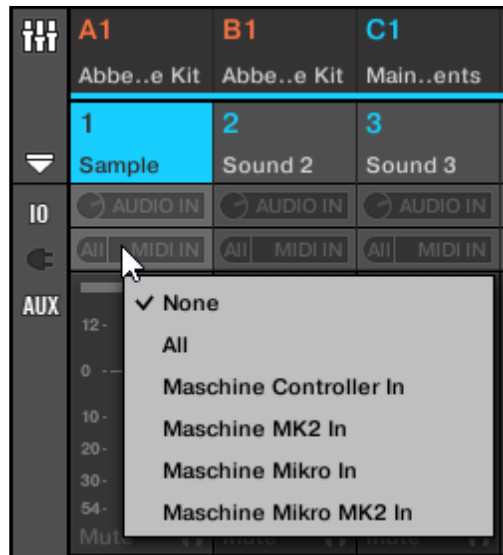 A1 B1 C1
Abbe..e Kit Abbe..e Kit Main..ents
1 2 3
Sample Sound 2 Sound 3
IO AUDIO IN AUDIO IN AUDIO IN
All MIDI IN All MIDI IN All MIDI IN
AUX
None
12-
All
0
Maschine Controller In
10-
Maschine MK2 In
20-
Maschine Mikro In
30-
54-
Maschine Mikro MK2 In
Mute